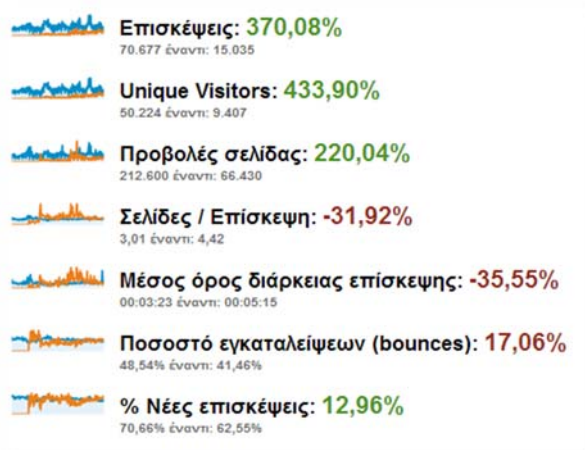 Επισκέψεις: 370,08%
70.677 έναντι: 15.035
Unique Visitors: 433,90%
50.224 έναντι: 9.407
Προβολές σελίδας: 220,04%
212.600 έναντι: 66.430
Σελίδες / Επίσκεψη: -31,92%
3,01 έναντι: 4,42
Μέσος όρος διάρκειας επίσκεψης: -35,55%
00:03:23 έναντι: 00:05:15
Ποσοστό εγκαταλείψεων (bounces): 17,06%
48,54% έναντι: 41,46%
% Νέες επισκέψεις: 12,96%
70,66% έναντι: 62,55%